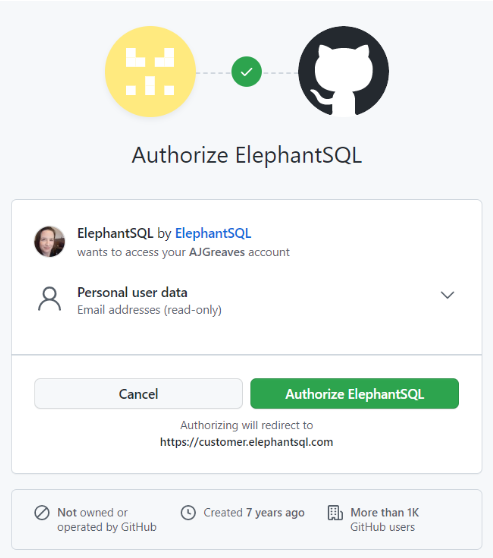 Authorize ElephantSQL
ElephantSQL by ElephantSQL
wants to access your AJGreaves account
Personal user data
Email addresses (read-only)
Cancel
Authorize ElephantSQL
Authorizing will redirect to
https://customer.elephantsql.com
Not owned or
operated by GitHub
Created 7 years ago
More than 1K
GitHub users